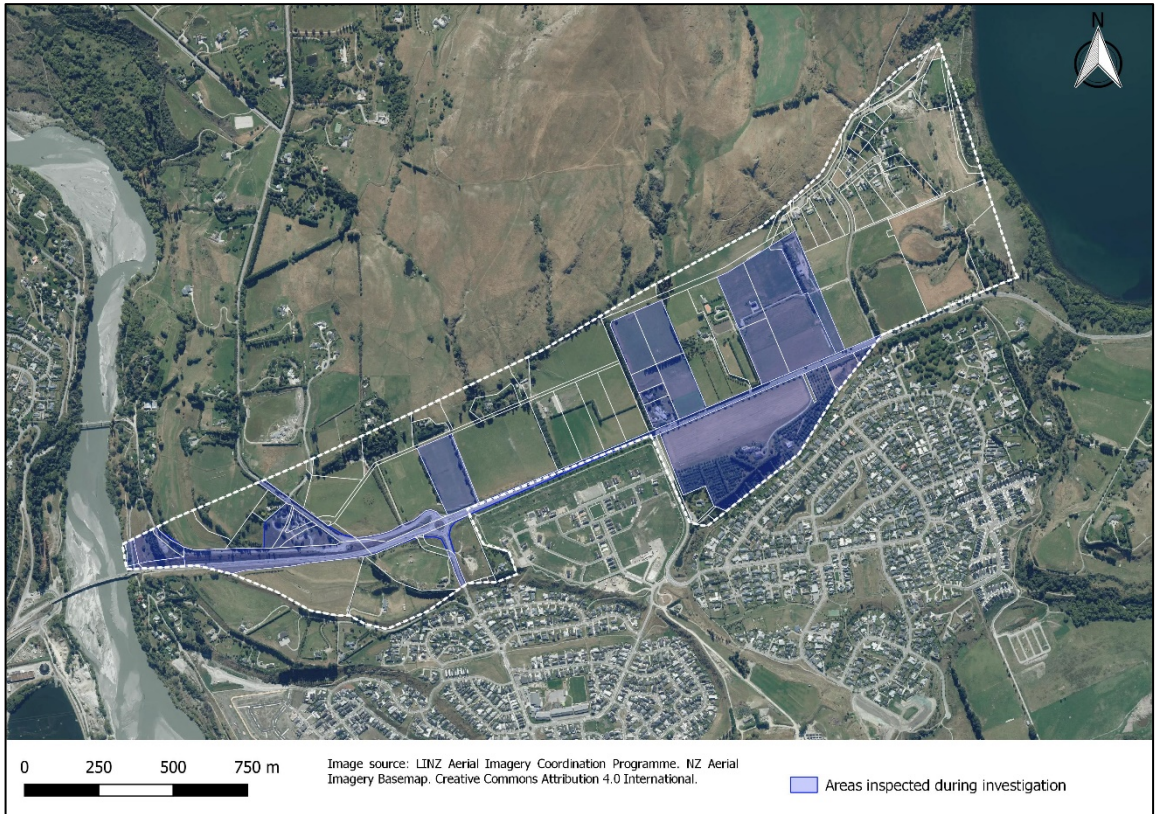 N
0 250 500 750 m
Image source: LINZ Aerial Imagery Coordination Programme. NZ Aerial
Imagery Basemap. Creative Commons Attribution 4.0 International.
Areas inspected during investigation